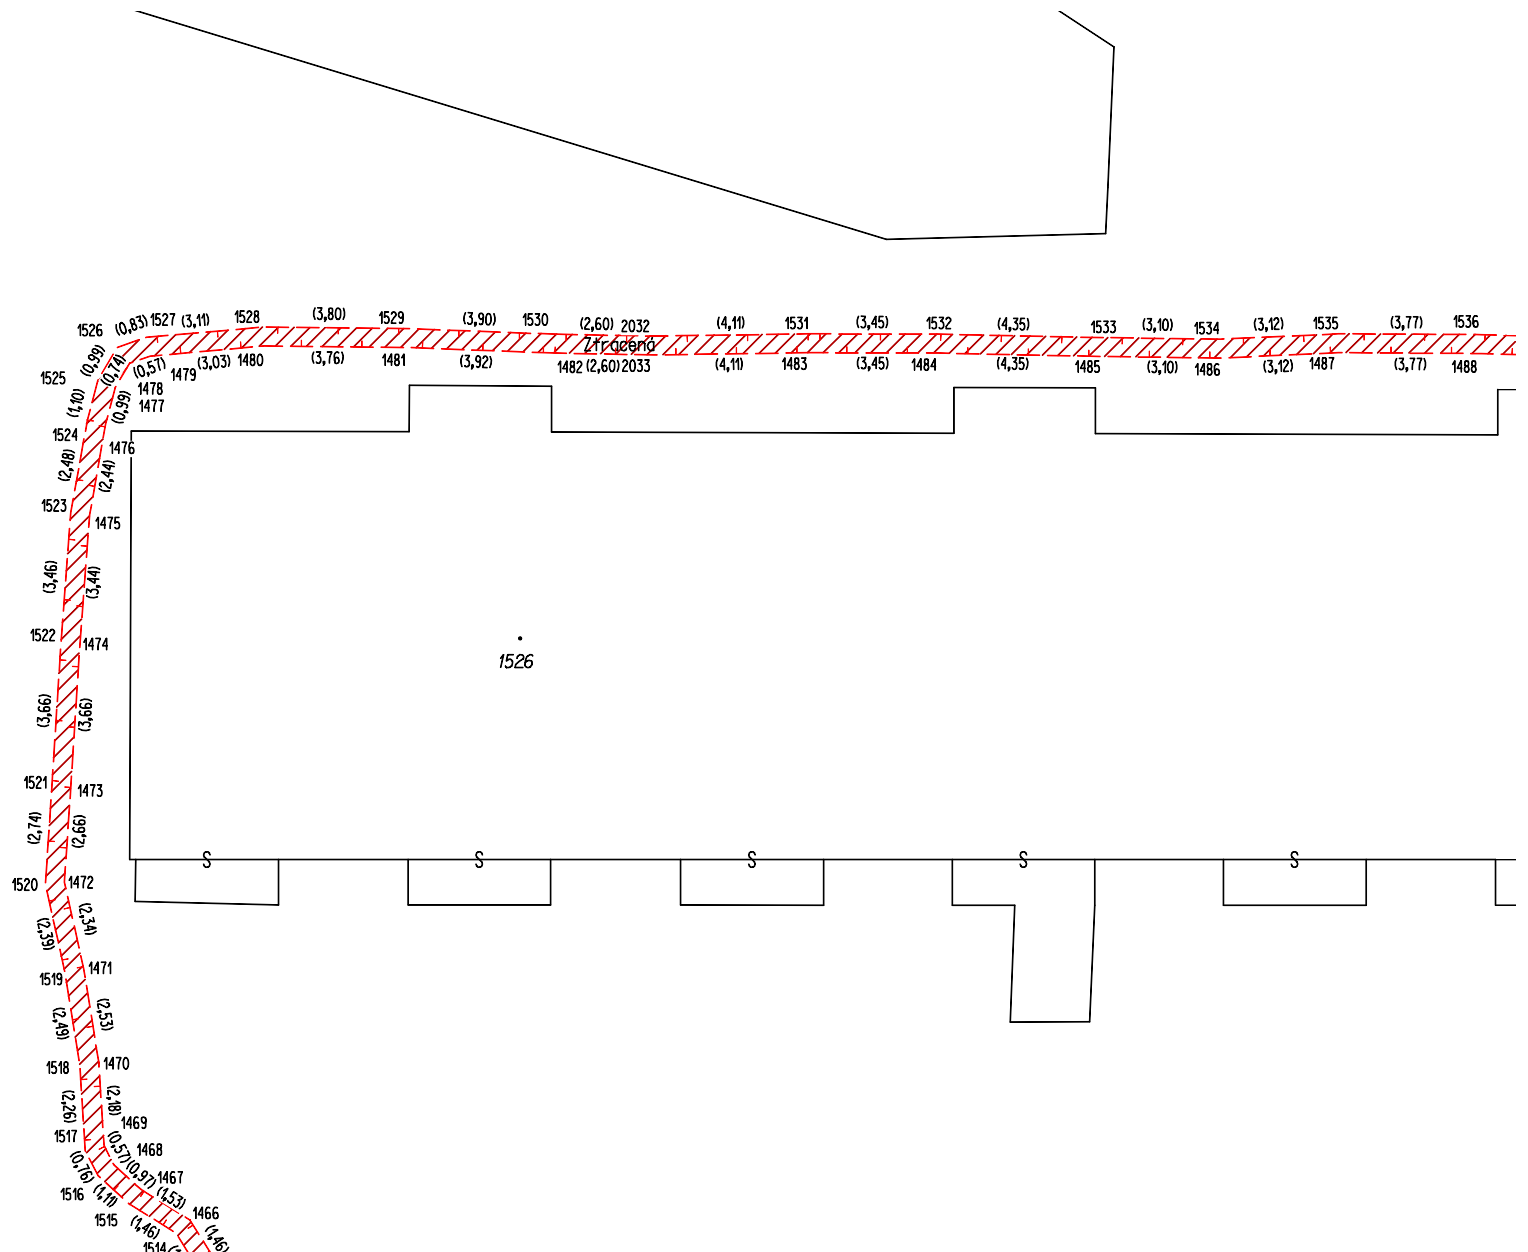 (3,80)
1526 (0,83) 1527 (3,11) 1528 1529 (3,90) 1530 (2,60) 2032 (4,11) 1531 (3,45) 1532 (4,35) 1533 (3,10) 1534 (3,12) 1535 (3,77) 1536
Ztracená
(0,99) (0,74) (0,57) 1479 (3,03) 1480 (3,76) 1481 (3,92) 1482 (2,60) 2033 (4,11) 1483 (3,45) 1484 (4,35) 1485 (3,10) 1486 (3,12) 1487 (3,77) 1488
1525 1478
(1,10) (0,99) 1477
1524 1476
(2,48) (2,44)
1523 1475
(3,46) (3,44)
1522 1474
1526
(3,66) (3,66)
1521 1473
(2,74) (2,66)
S S S S S
1520 1472
(2,39) (2,34)
1519 1471
(2,49) (2,53)
1518 1470
(2,26) (2,18)
1517 1469
(0,57) 1468
(0,76) (0,97) 1467
1516 (1,11) (1,53)
1515 (1,46) 1466
1514 (1,46)